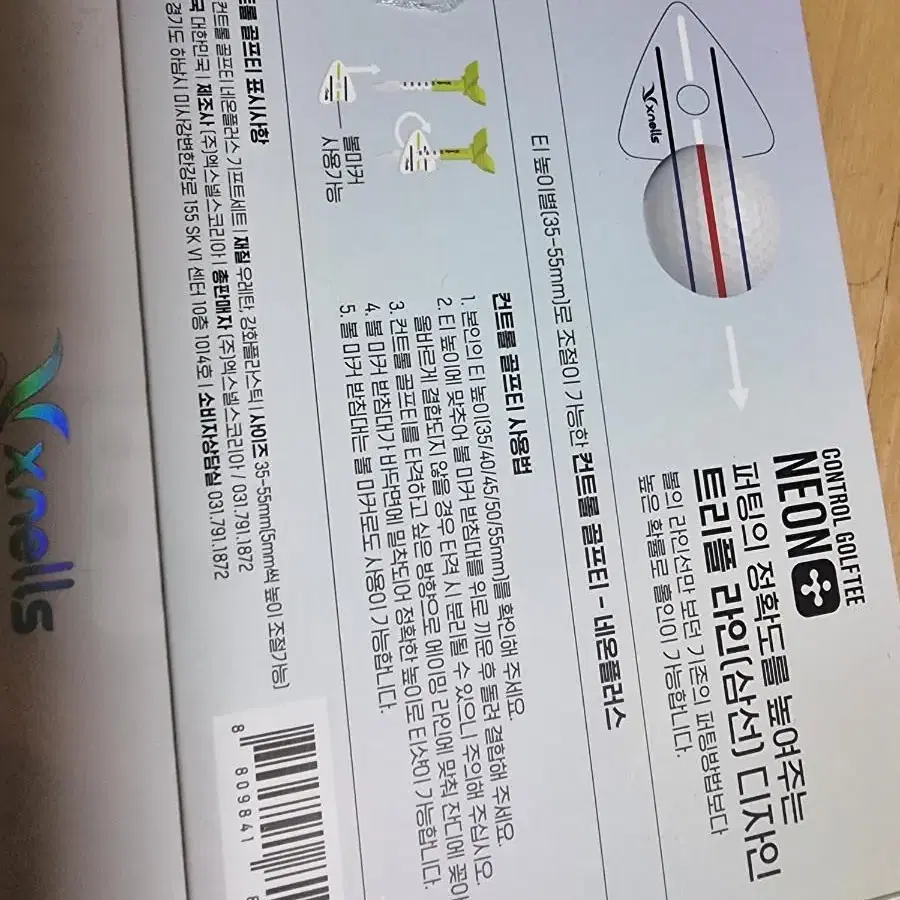 xnells
CONTROL GOLFTEE
NEON
퍼팅의 정확도를 높여주는
트리플 라인(삼선) 디자인
볼의 라인선만 보던 기존의 퍼팅방법보다
높은 확률로 홀인이 가능합니다.
티 높이별(35-55mm)로 조절이 가능한 컨트롤 골프티 - 네온플러스
볼마커
사용가능
컨트롤 골프티 사용법
1. 본인의 티 높이(35/40/45/50/55mm)를 확인해 주세요.
2. 티 높이에 맞추어 볼 마커 받침대를 위로 끼운 후 돌려 결합해 주세요.
올바르게 결합되지 않을 경우 타격 시 분리될 수 있으니 주의해 주십시오.
3. 컨트롤 골프티를 타격하고 싶은 방향으로 에이밍 라인에 맞춰 잔디에 꽂아
4. 볼 마커 받침대가 바닥면에 밀착되어 정확한 높이로 티샷이 가능합니다.
5. 볼 마커 받침대는 볼 마커로도 사용이 가능합니다.
골프티 표시사항
컨트롤 골프티 네온플러스 기프트세트 | 재질 우레탄, 강화플라스틱 | 사이즈 35-55mm(5mm씩 높이 조절가능)
대한민국 | 제조사 (주)엑스넬스코리아 | 총판매자 (주)엑스넬스코리아 / 031.791.1872
경기도 하남시 미사강변한강로 155 SK V1 센터 10층 1014호 | 소비자상담실 031.791.1872
8 809841
xnells